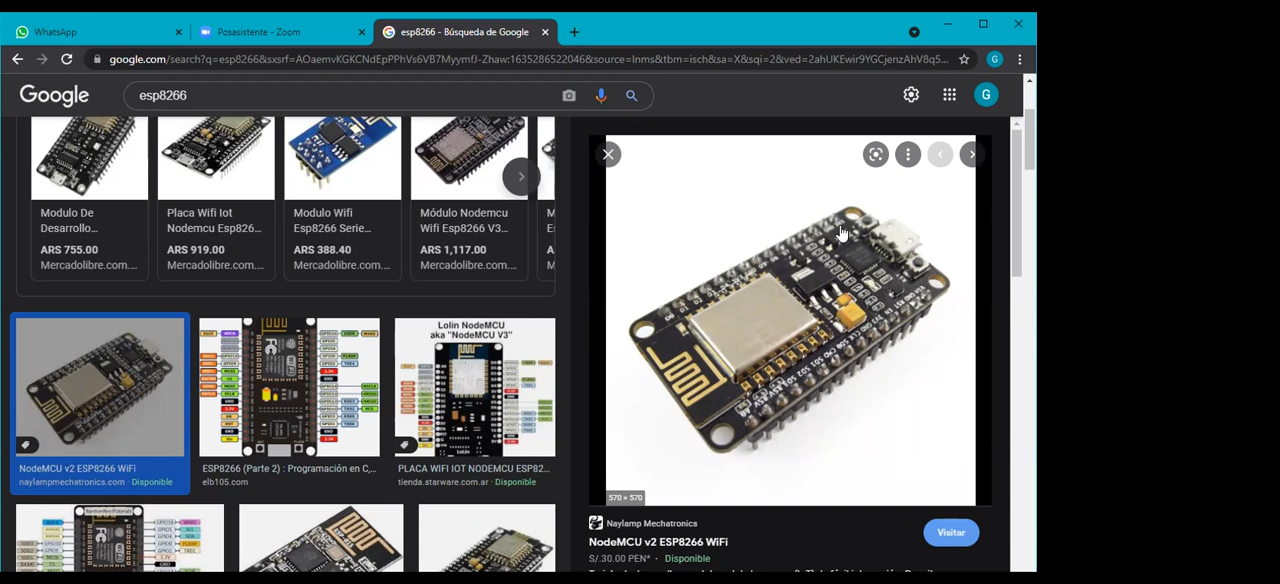 WhatsApp
Posasistente - Zoom
esp8266 - Búsqueda de Google
google.com/search?q=esp8266&sxsrf=AOaemvKGKCNdEpPPhVs6VB7MyymfJ-Zhaw:1635286522046&source=lnms&tbm=isch&sa=X&sqi=2&ved=2ahUKEwir9YGCjenzAhV8q5...
G
Google
esp8266
G
Modulo De
Desarrollo...
ARS 755.00
Mercadolibre.com....
Placa Wifi Iot
Nodemcu Esp826...
ARS 919.00
Mercadolibre.com....
Modulo Wifi
Esp8266 Serie...
ARS 388.40
Mercadolibre.com....
Módulo Nodemcu
Wifi Esp8266 V3...
ARS 1,117.00
Mercadolibre.com....
M
E
A
M
NodeMCU v2 ESP8266 WiFi
naylampmechatronics.com · Disponible
ESP8266 (Parte 2) : Programación en C,...
elb105.com
Lolin NodeMCU
aka "NodeMCU V3"
PLACA WIFI IOT NODEMCU ESP82...
tienda.starware.com.ar · Disponible
570 × 570
Naylamp Mechatronics
NodeMCU v2 ESP8266 WiFi
S/.30.00 PEN* · Disponible
Visitar